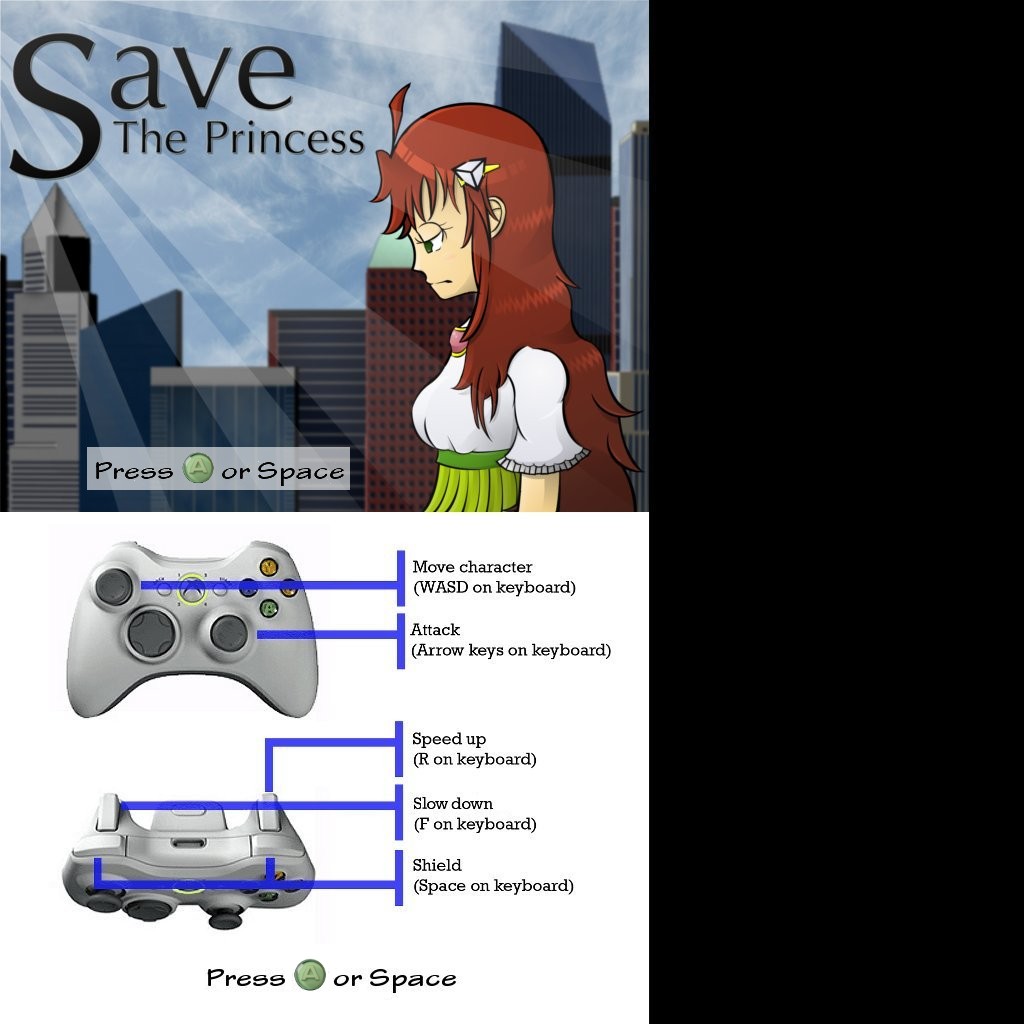 Save
The Princess
Press A or Space
Move character
(WASD on keyboard)
Attack
(Arrow keys on keyboard)
Speed up
(R on keyboard)
Slow down
(F on keyboard)
Shield
(Space on keyboard)
Press A or Space